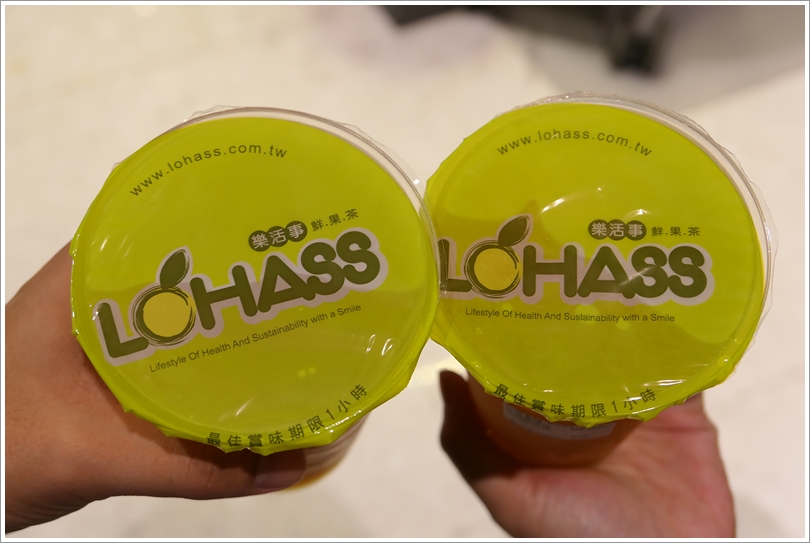 www.lohass.com.tw
樂活事 鮮.果.茶
LOHASS
Lifestyle Of Health And Sustainability with a Smile
最佳賞味期限1小時
www.lohass.com.tw
樂活事 鮮.果.茶
LOHASS
Lifestyle Of Health And Sustainability with a Smile
最佳賞味期限1小時